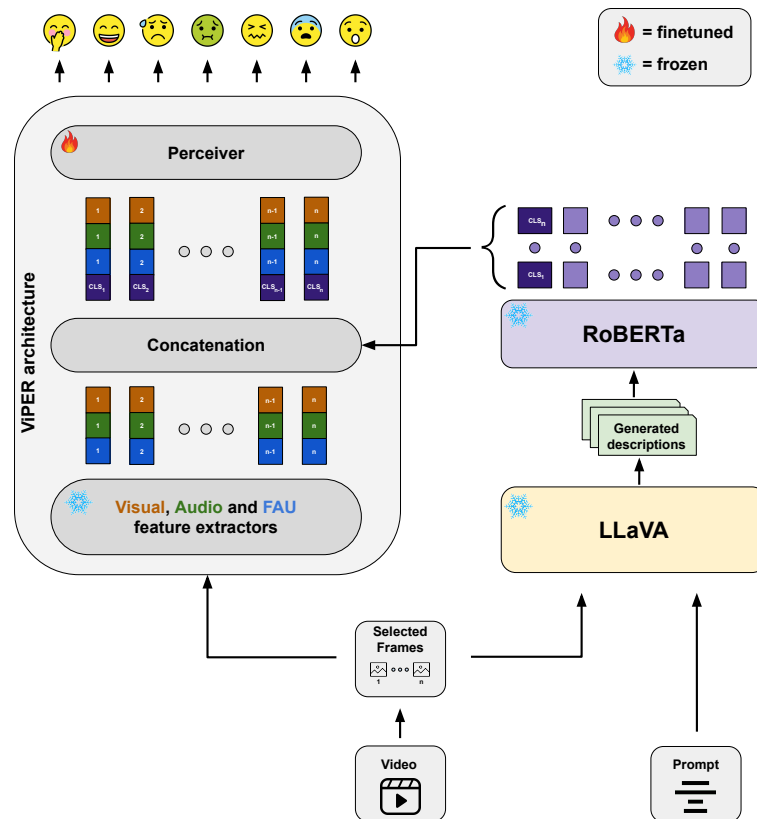 = finetuned
= frozen
ViPER architecture
Perceiver
1 2 n-1 n
1 2 n-1 n
1 2 n-1 n
CLS1 CLS2 CLSn-1 CLSn
CLSn
CLS1
Concatenation
RoBERTa
1 2 n-1 n
1 2 n-1 n
1 2 n-1 n
Generated
descriptions
Visual, Audio and FAU
feature extractors
LLaVA
Selected
Frames
1 n
Video
Prompt